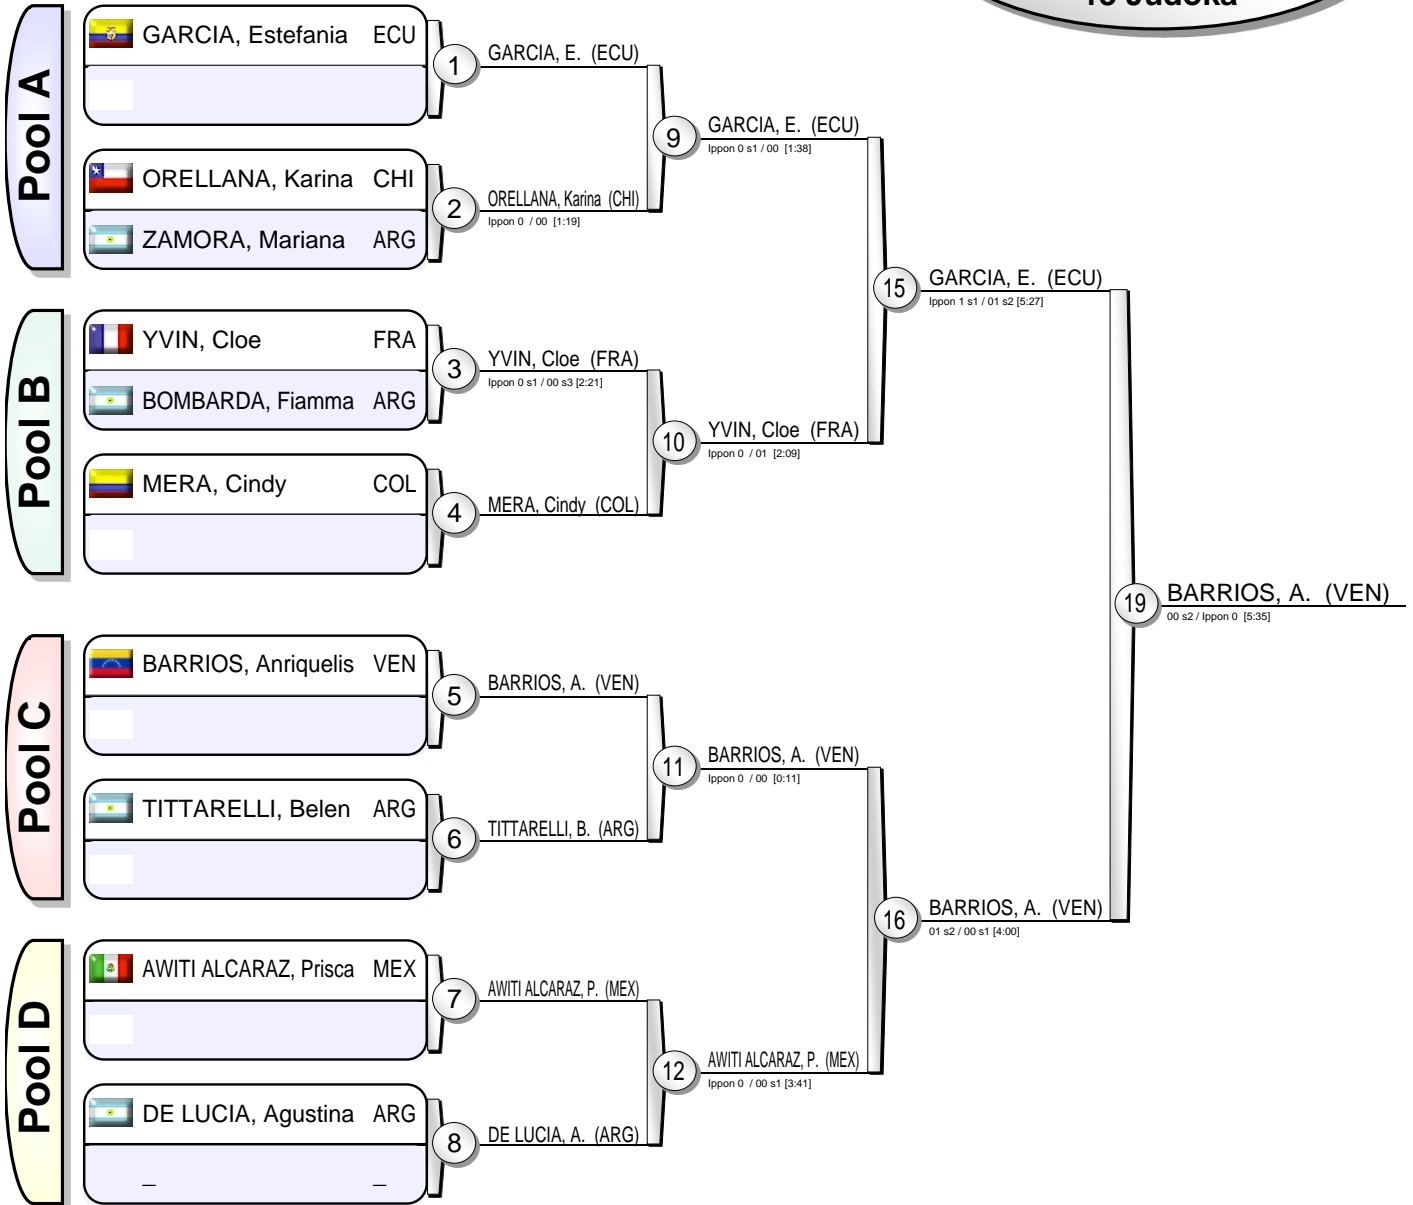 Pool A
GARCIA, Estefania ECU
1
GARCIA, E. (ECU)
ORELLANA, Karina CHI
ZAMORA, Mariana ARG
2
ORELLANA, Karina (CHI)
Ippon 0 / 00 [1:19]
9
GARCIA, E. (ECU)
Ippon 0 s1 / 00 [1:38]
Pool B
YVIN, Cloe FRA
BOMBARDA, Fiamma ARG
3
YVIN, Cloe (FRA)
Ippon 0 s1 / 00 s3 [2:21]
MERA, Cindy COL
4
MERA, Cindy (COL)
10
YVIN, Cloe (FRA)
Ippon 0 / 01 [2:09]
15
GARCIA, E. (ECU)
Ippon 1 s1 / 01 s2 [5:27]
Pool C
BARRIOS, Anriquelis VEN
5
BARRIOS, A. (VEN)
TITTARELLI, Belen ARG
6
TITTARELLI, B. (ARG)
11
BARRIOS, A. (VEN)
Ippon 0 / 00 [0:11]
Pool D
AWITI ALCARAZ, Prisca MEX
7
AWITI ALCARAZ, P. (MEX)
DE LUCIA, Agustina ARG
_ _
8
DE LUCIA, A. (ARG)
12
AWITI ALCARAZ, P. (MEX)
Ippon 0 / 00 s1 [3:41]
16
BARRIOS, A. (VEN)
01 s2 / 00 s1 [4:00]
19
BARRIOS, A. (VEN)
00 s2 / Ippon 0 [5:35]